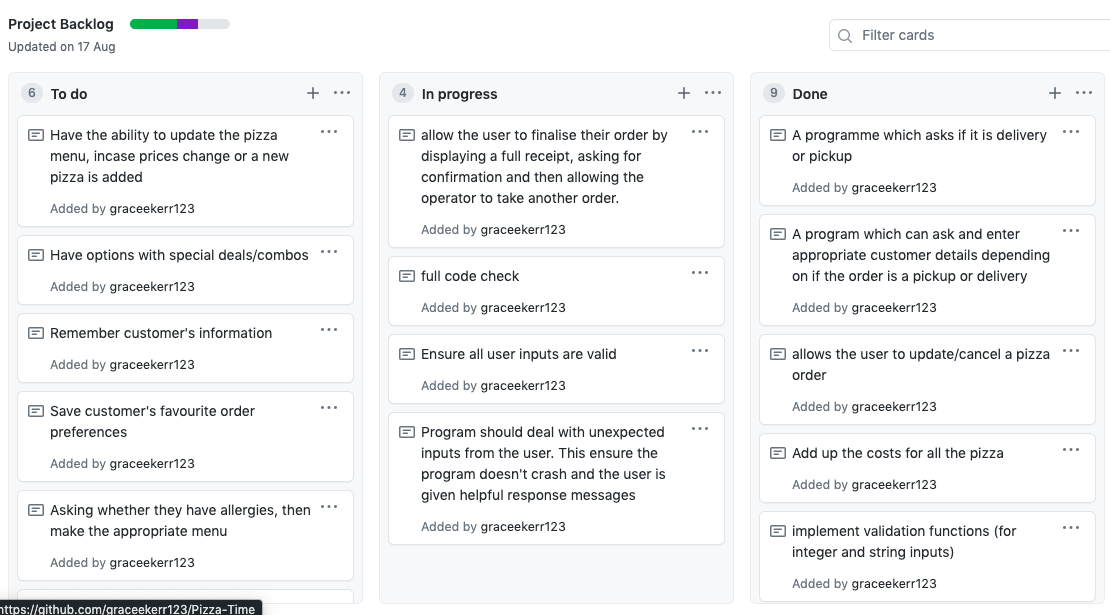 Project Backlog
Updated on 17 Aug
Filter cards
6 To do
Have the ability to update the pizza
menu, incase prices change or a new
pizza is added
Added by graceekerr123
Have options with special deals/combos
Added by graceekerr123
Remember customer's information
Added by graceekerr123
Save customer's favourite order
preferences
Added by graceekerr123
Asking whether they have allergies, then
make the appropriate menu
Added by graceekerr123
4 In progress
allow the user to finalise their order by
displaying a full receipt, asking for
confirmation and then allowing the
operator to take another order.
Added by graceekerr123
full code check
Added by graceekerr123
Ensure all user inputs are valid
Added by graceekerr123
Program should deal with unexpected
inputs from the user. This ensure the
program doesn't crash and the user is
given helpful response messages
Added by graceekerr123
9 Done
A programme which asks if it is delivery
or pickup
Added by graceekerr123
A program which can ask and enter
appropriate customer details depending
on if the order is a pickup or delivery
Added by graceekerr123
allows the user to update/cancel a pizza
order
Added by graceekerr123
Add up the costs for all the pizza
Added by graceekerr123
implement validation functions (for
integer and string inputs)
Added by graceekerr123
https://github.com/graceekerr123/Pizza-Time